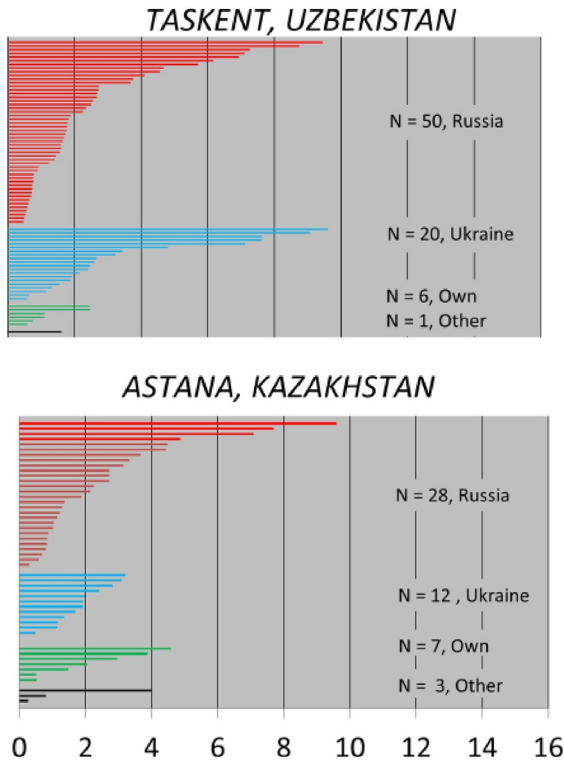 TASKENT, UZBEKISTAN
N = 50, Russia
N = 20, Ukraine
N = 6, Own
N = 1, Other
ASTANA, KAZAKHSTAN
N = 28, Russia
N = 12 , Ukraine
N = 7, Own
N = 3, Other
0 2 4 6 8 10 12 14 16